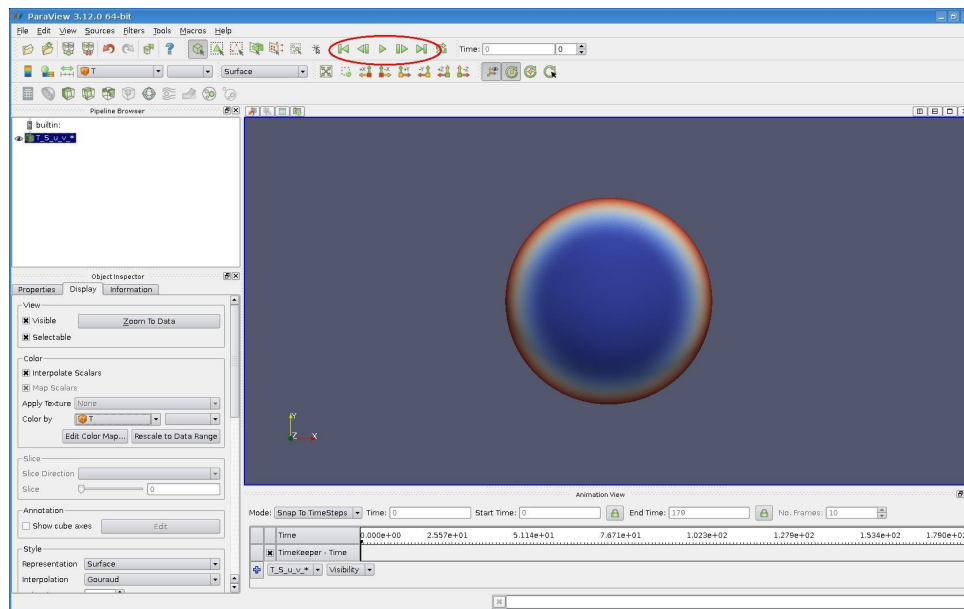 ParaView 3.12.0 64-bit
File Edit View Sources Filters Tools Macros Help
Time: 0 0
T Surface
Pipeline Browser
builtin:
T_S_u_v_*
Object Inspector
Properties Display Information
View
Visible Zoom To Data
Selectable
Color
Interpolate Scalars
Map Scalars
Apply Texture None
Color by T
Edit Color Map... Rescale to Data Range
Slice
Slice Direction
Slice 0
Annotation
Show cube axes Edit
Style
Representation Surface
Interpolation Gouraud
Y
Z X
Animation View
Mode: Snap To TimeSteps Time: 0 Start Time: 0 End Time: 179 No. Frames: 10
Time 0.000e+00 2.557e+01 5.114e+01 7.671e+01 1.023e+02 1.279e+02 1.534e+02 1.790e+02
TimeKeeper - Time
T_S_u_v_* Visibility